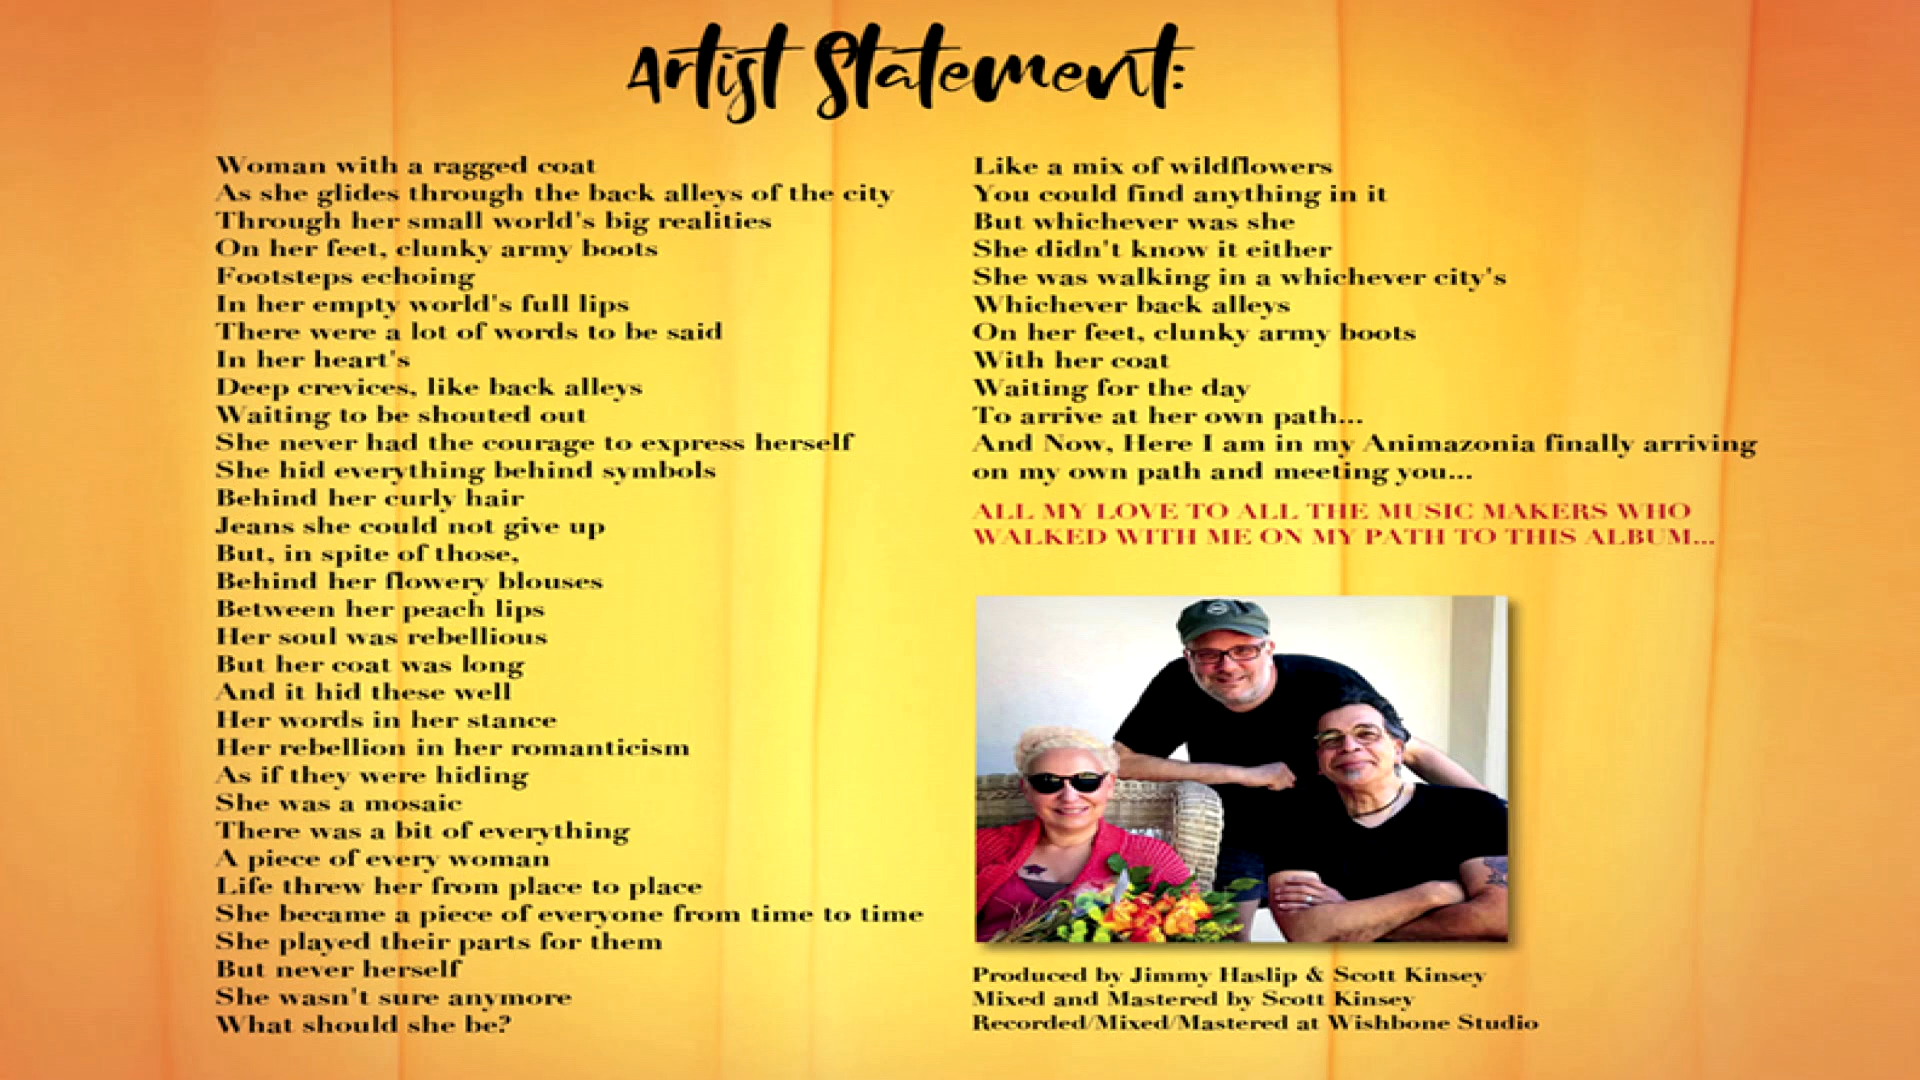 Artist Statement:
Woman with a ragged coat
As she glides through the back alleys of the city
Through her small world's big realities
On her feet, clunky army boots
Footsteps echoing
In her empty world's full lips
There were a lot of words to be said
In her heart's
Deep crevices, like back alleys
Waiting to be shouted out
She never had the courage to express herself
She hid everything behind symbols
Behind her curly hair
Jeans she could not give up
But, in spite of those,
Behind her flowery blouses
Between her peach lips
Her soul was rebellious
But her coat was long
And it hid these well
Her words in her stance
Her rebellion in her romanticism
As if they were hiding
She was a mosaic
There was a bit of everything
A piece of every woman
Life threw her from place to place
She became a piece of everyone from time to time
She played their parts for them
But never herself
She wasn't sure anymore
What should she be?
Like a mix of wildflowers
You could find anything in it
But whichever was she
She didn't know it either
She was walking in a whichever city's
Whichever back alleys
On her feet, clunky army boots
With her coat
Waiting for the day
To arrive at her own path...
And Now, Here I am in my Animazonia finally arriving
on my own path and meeting you...
ALL MY LOVE TO ALL THE MUSIC MAKERS WHO
WALKED WITH ME ON MY PATH TO THIS ALBUM...
Produced by Jimmy Haslip & Scott Kinsey
Mixed and Mastered by Scott Kinsey
Recorded/Mixed/Mastered at Wishbone Studio